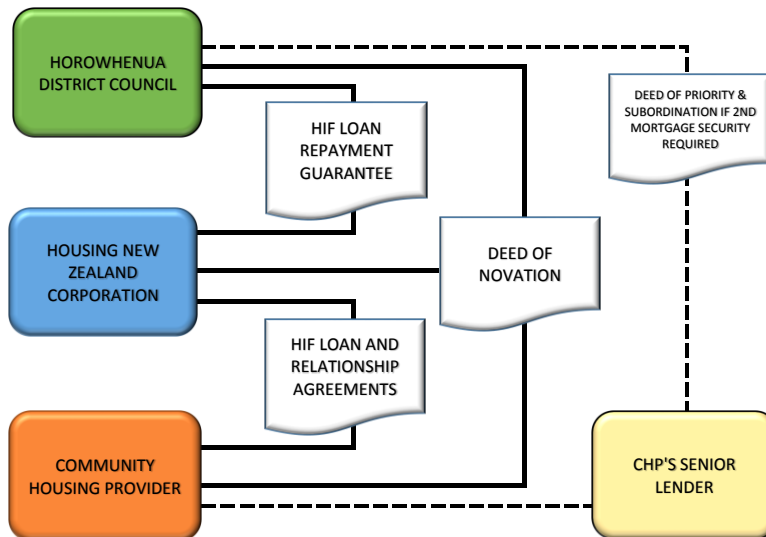 HOROWHENUA
DISTRICT COUNCIL
HIF LOAN
REPAYMENT
GUARANTEE
DEED OF PRIORITY &
SUBORDINATION IF 2ND
MORTGAGE SECURITY
REQUIRED
HOUSING NEW
ZEALAND
CORPORATION
DEED OF
NOVATION
HIF LOAN AND
RELATIONSHIP
AGREEMENTS
COMMUNITY
HOUSING PROVIDER
CHP'S SENIOR
LENDER